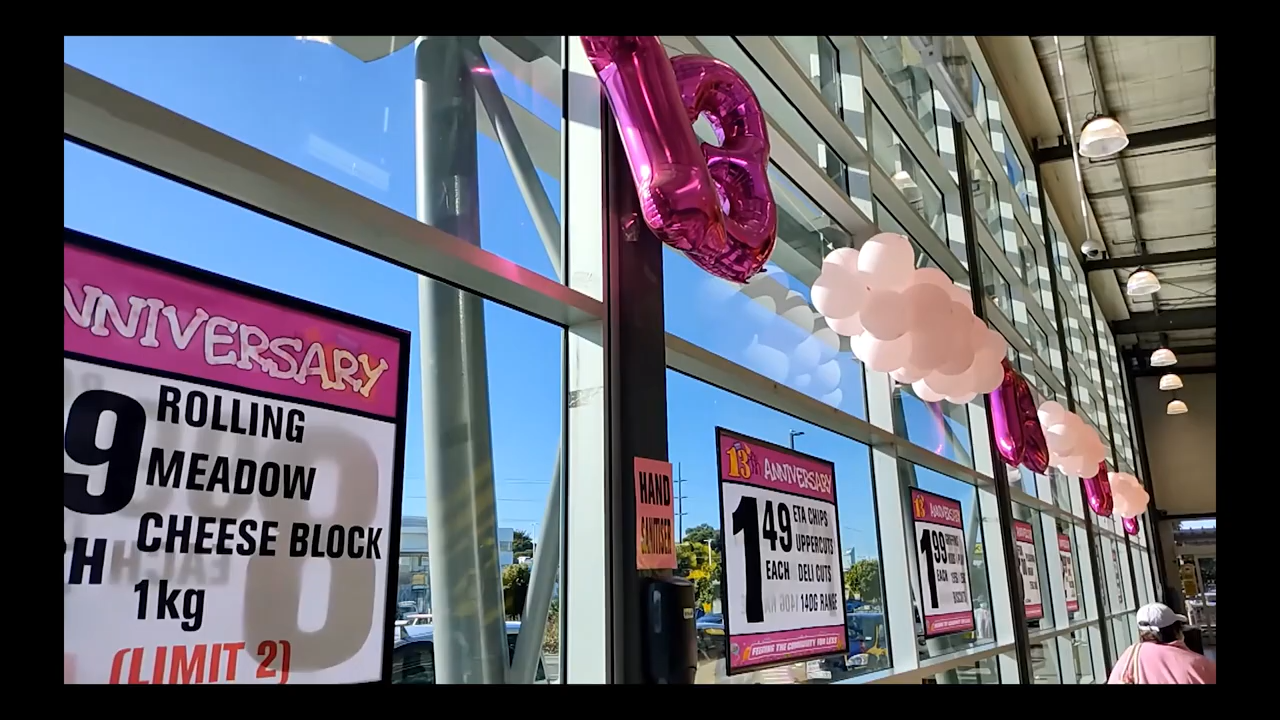 ANNIVERSARY
9
ROLLING
MEADOW
CHEESE BLOCK
1kg
(LIMIT 2)
HAND
SANITISER
13th ANNIVERSARY
1 49
EACH
ETA CHIPS
UPPERCUTS
DELI CUTS
140G RANGE
FEEDING THE COMMUNITY FOR LESS
13th ANNIVERSARY
1 99
EACH